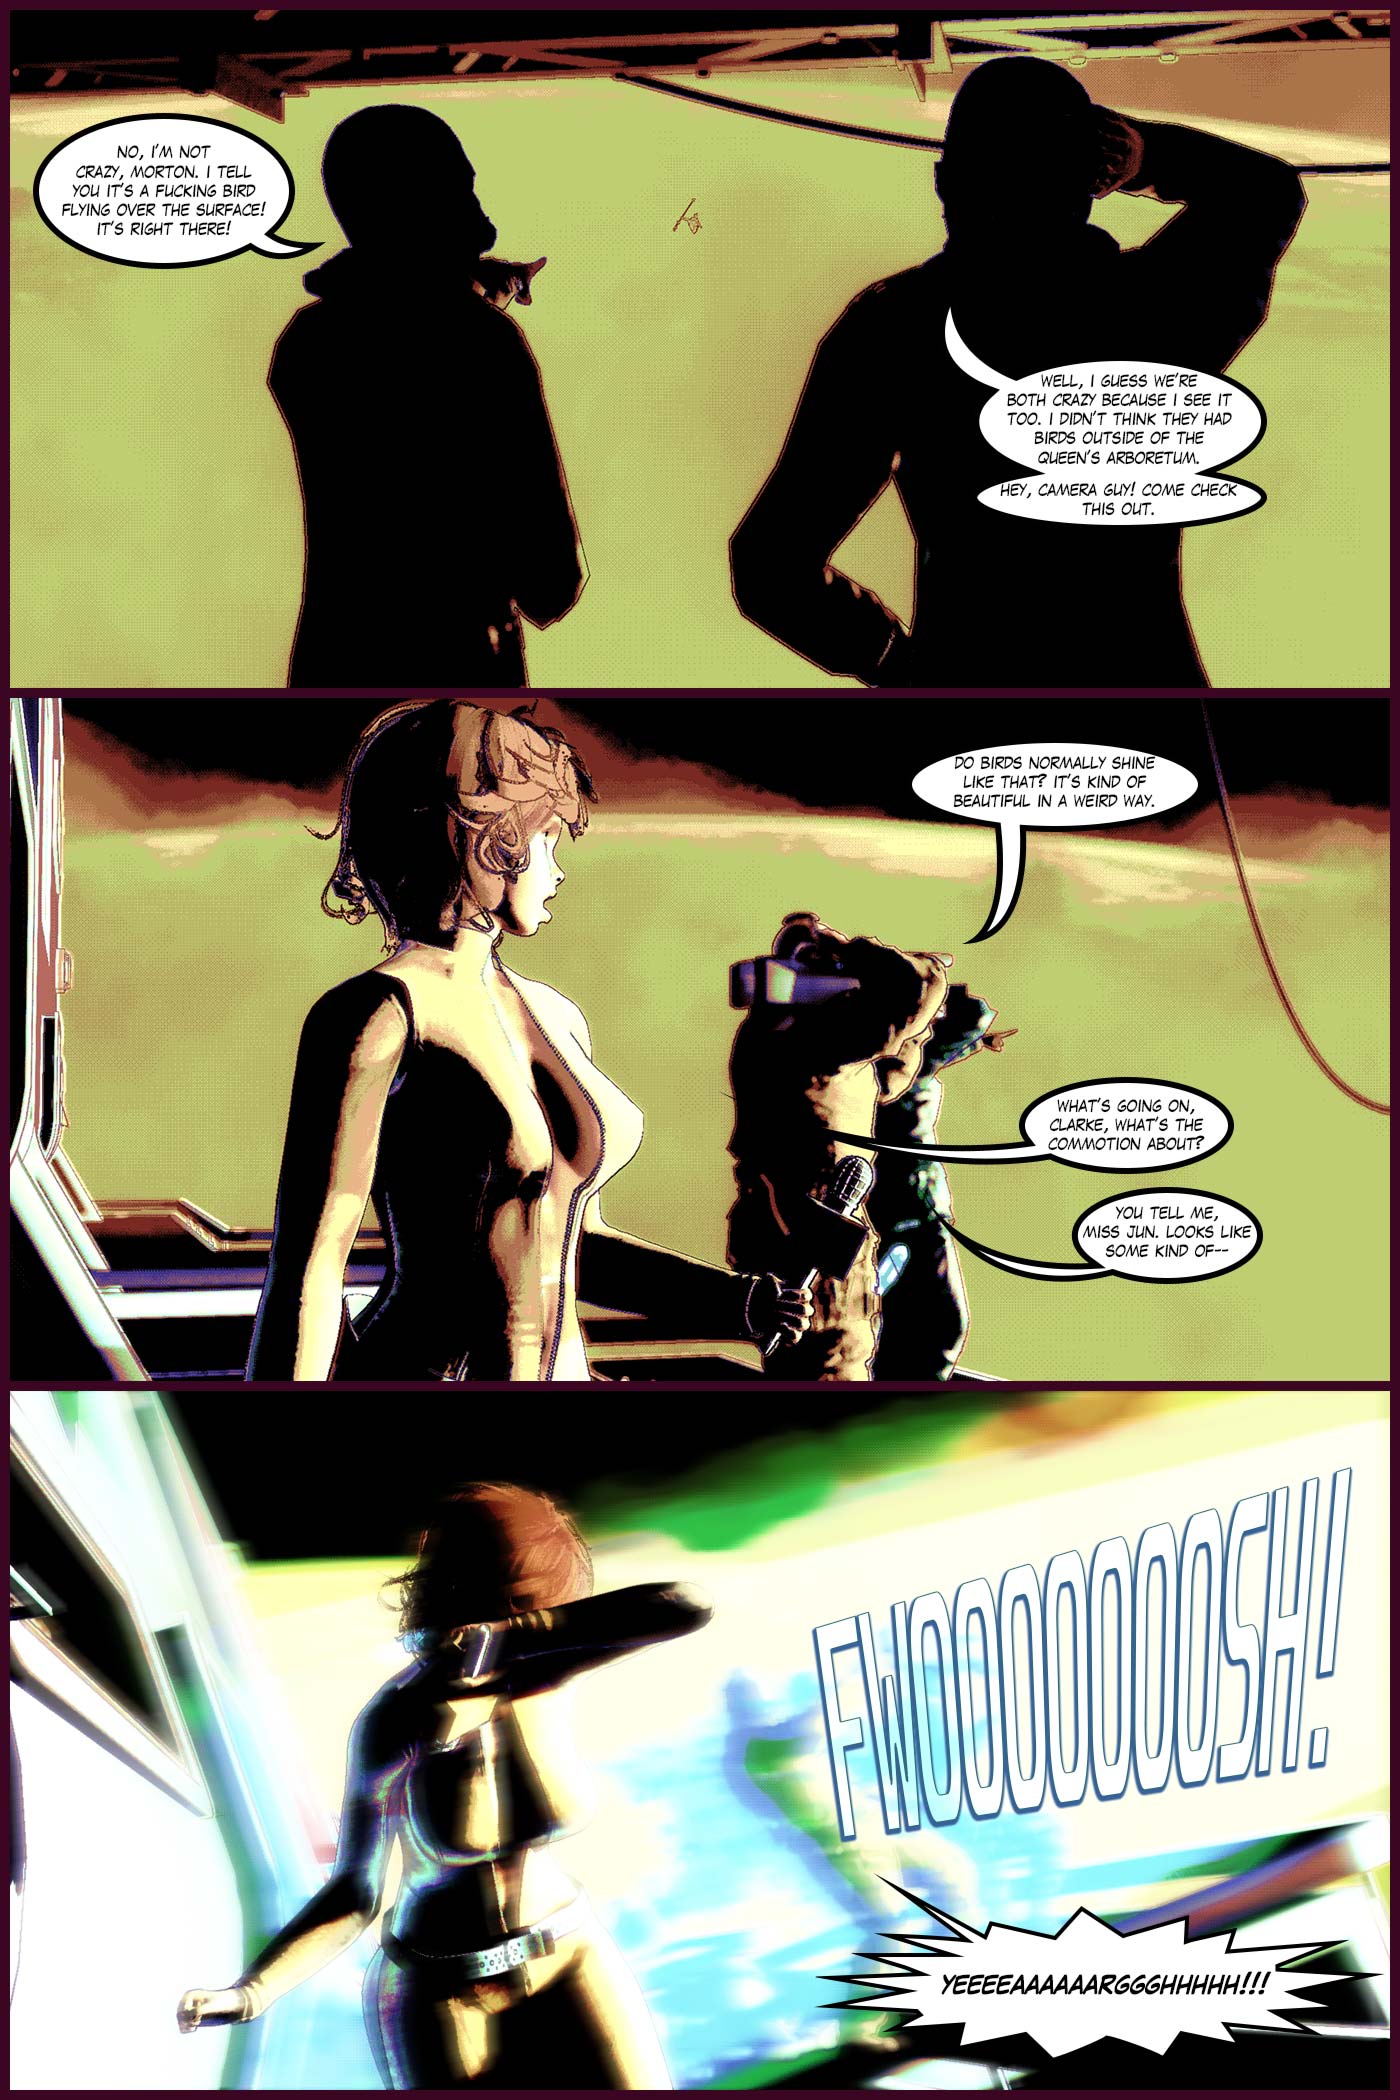 NO, I'M NOT
CRAZY, MORTON. I TELL
YOU IT'S A FUCKING BIRD
FLYING OVER THE SURFACE!
IT'S RIGHT THERE!
WELL, I GUESS WE'RE
BOTH CRAZY BECAUSE I SEE IT
TOO. I DIDN'T THINK THEY HAD
BIRDS OUTSIDE OF THE
QUEEN'S ARBORETUM.
HEY, CAMERA GUY! COME CHECK
THIS OUT.
DO BIRDS NORMALLY SHINE
LIKE THAT? IT'S KIND OF
BEAUTIFUL IN A WEIRD WAY.
WHAT'S GOING ON,
CLARKE, WHAT'S THE
COMMOTION ABOUT?
YOU TELL ME,
MISS JUN. LOOKS LIKE
SOME KIND OF--
FWOOOOOOOOSH!
YEEEEAAAAAARGGGHHHHH!!!